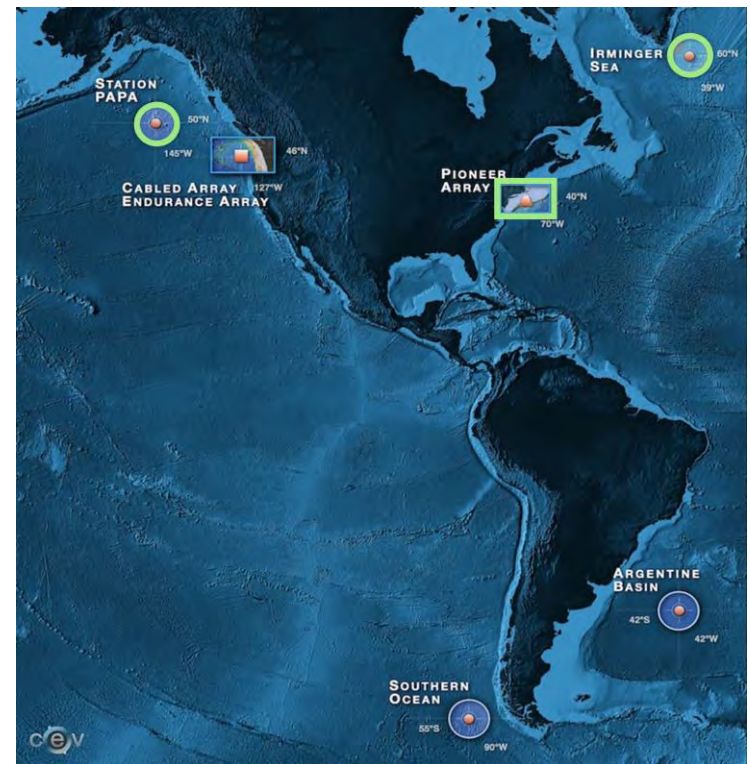 IRMINGER
SEA
60°N
39°W
STATION
PAPA
50°N
145°W
46°N
127°W
CABLED ARRAY
ENDURANCE ARRAY
PIONEER
ARRAY
40°N
70°W
ARGENTINE
BASIN
42°S
42°W
SOUTHERN
OCEAN
55°S
90°W
cev